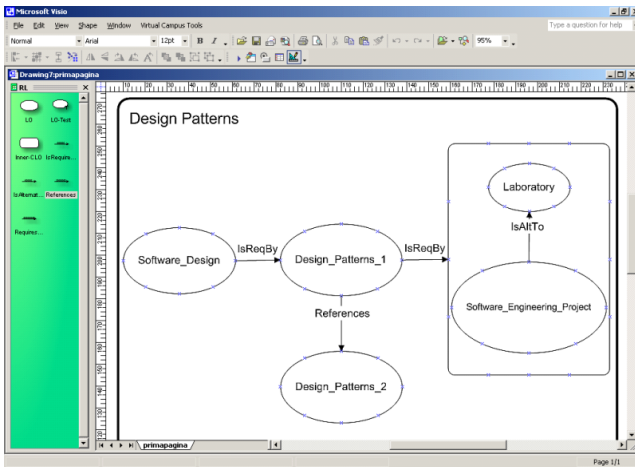 Microsoft Visio
File Edit View Shape Window Virtual Campus Tools
Type a question for help
Normal Arial 12pt B I 95%
Drawing7:primapagina
RL
LO LO-Test
Inner-CLO IsRequire...
IsAlternat... References
Requires...
Design Patterns
Laboratory
IsAltTo
Software_Design
IsReqBy
Design_Patterns_1
IsReqBy
Software_Engineering_Project
References
Design_Patterns_2
primapagina
Page 1/1